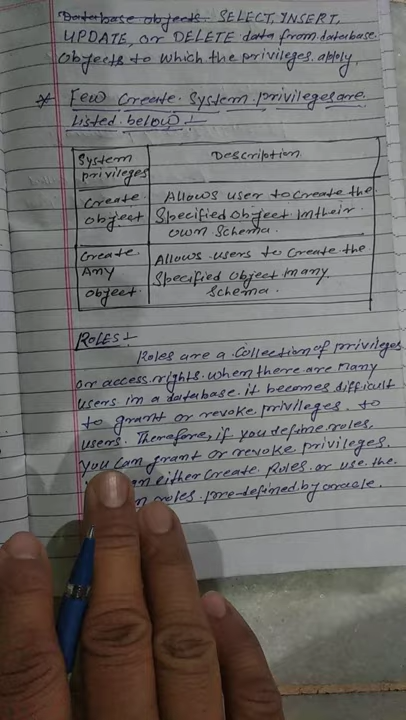 Database objects. SELECT, INSERT,
UPDATE, or DELETE data from database
Objects to which the privileges apply.
* Few Create System privileges are
Listed below :-
System privileges
Description.
Create object
Allows user to create the
Specified object in their
own Schema.
Create Any object
Allows users to create the
Specified object in any
Schema.
ROLES :-
Roles are a Collection of privileges
or access rights when there are many
users in a database it becomes difficult
to grant or revoke privileges to
users. Therefore, if you define roles,
you can grant or revoke privileges.
either Create Roles or use the
roles pre-defined by oracle.